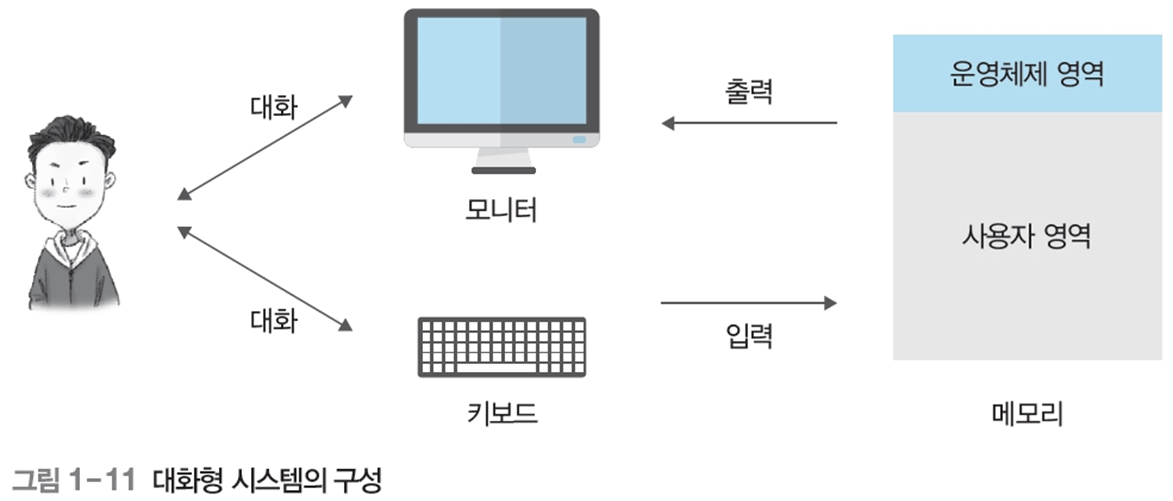 대화
출력
운영체제 영역
모니터
사용자 영역
대화
입력
키보드
메모리
그림 1-11 대화형 시스템의 구성